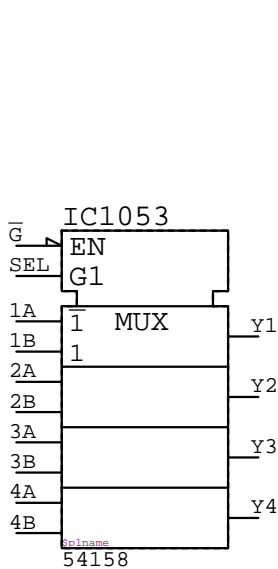 IC1053
G̅
EN
SEL
G1
1A
1̅
MUX
Y1
1B
1
2A
Y2
2B
3A
Y3
3B
4A
Y4
4B
$plname
54158